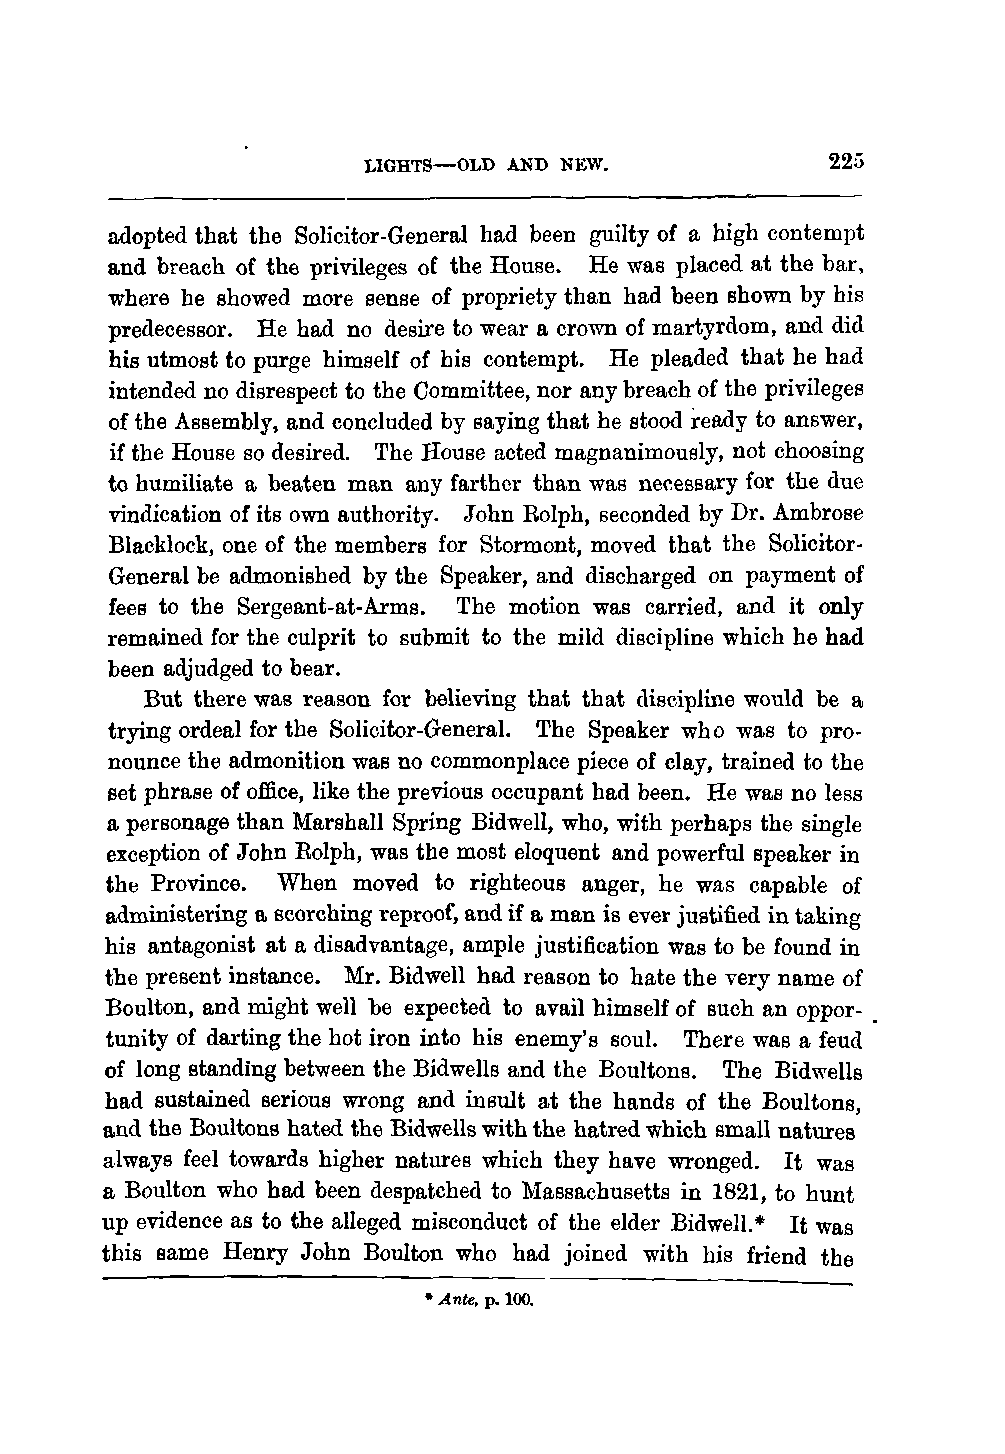 LIGHTS—OLD AND NEW. 225
adopted that the Solicitor-General had been guilty of a high contempt
and breach of the privileges of the House. He was placed at the bar,
where he showed more sense of propriety than had been shown by his
predecessor. He had no desire to wear a crown of martyrdom, and did
his utmost to purge himself of his contempt. He pleaded that he had
intended no disrespect to the Committee, nor any breach of the privileges
of the Assembly, and concluded by saying that he stood ready to answer,
if the House so desired. The House acted magnanimously, not choosing
to humiliate a beaten man any farther than was necessary for the due
vindication of its own authority. John Rolph, seconded by Dr. Ambrose
Blacklock, one of the members for Stormont, moved that the Solicitor-
General be admonished by the Speaker, and discharged on payment of
fees to the Sergeant-at-Arms. The motion was carried, and it only
remained for the culprit to submit to the mild discipline which he had
been adjudged to bear.
But there was reason for believing that that discipline would be a
trying ordeal for the Solicitor-General. The Speaker who was to pro-
nounce the admonition was no commonplace piece of clay, trained to the
set phrase of office, like the previous occupant had been. He was no less
a personage than Marshall Spring Bidwell, who, with perhaps the single
exception of John Rolph, was the most eloquent and powerful speaker in
the Province. When moved to righteous anger, he was capable of
administering a scorching reproof, and if a man is ever justified in taking
his antagonist at a disadvantage, ample justification was to be found in
the present instance. Mr. Bidwell had reason to hate the very name of
Boulton, and might well be expected to avail himself of such an oppor-
tunity of darting the hot iron into his enemy's soul. There was a feud
of long standing between the Bidwells and the Boultons. The Bidwells
had sustained serious wrong and insult at the hands of the Boultons,
and the Boultons hated the Bidwells with the hatred which small natures
always feel towards higher natures which they have wronged. It was
a Boulton who had been despatched to Massachusetts in 1821, to hunt
up evidence as to the alleged misconduct of the elder Bidwell.* It was
this same Henry John Boulton who had joined with his friend the
* Ante, p. 100.